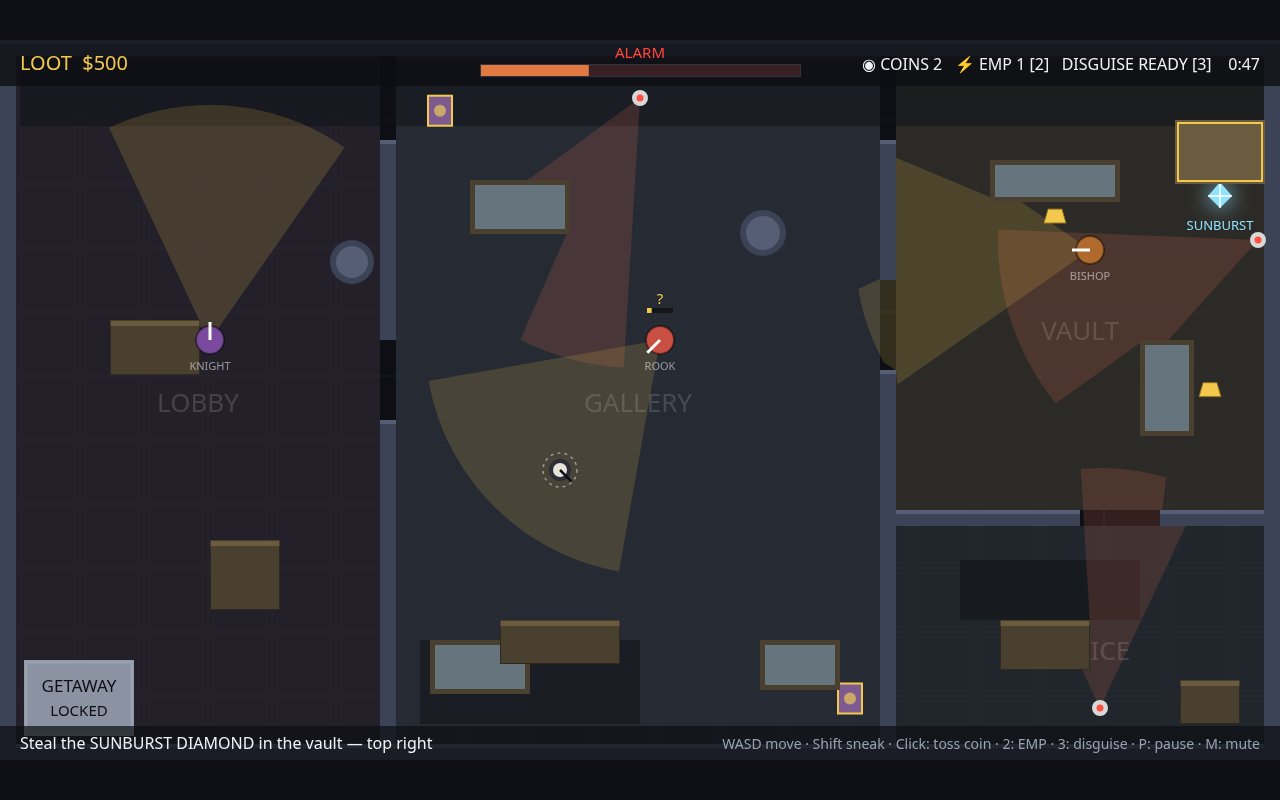 LOOT $500
ALARM
◉ COINS 2 ⚡ EMP 1 [2] DISGUISE READY [3] 0:47
SUNBURST
BISHOP
?
VAULT
KNIGHT
ROOK
LOBBY
GALLERY
ICE
GETAWAY
LOCKED
Steal the SUNBURST DIAMOND in the vault — top right
WASD move · Shift sneak · Click: toss coin · 2: EMP · 3: disguise · P: pause · M: mute